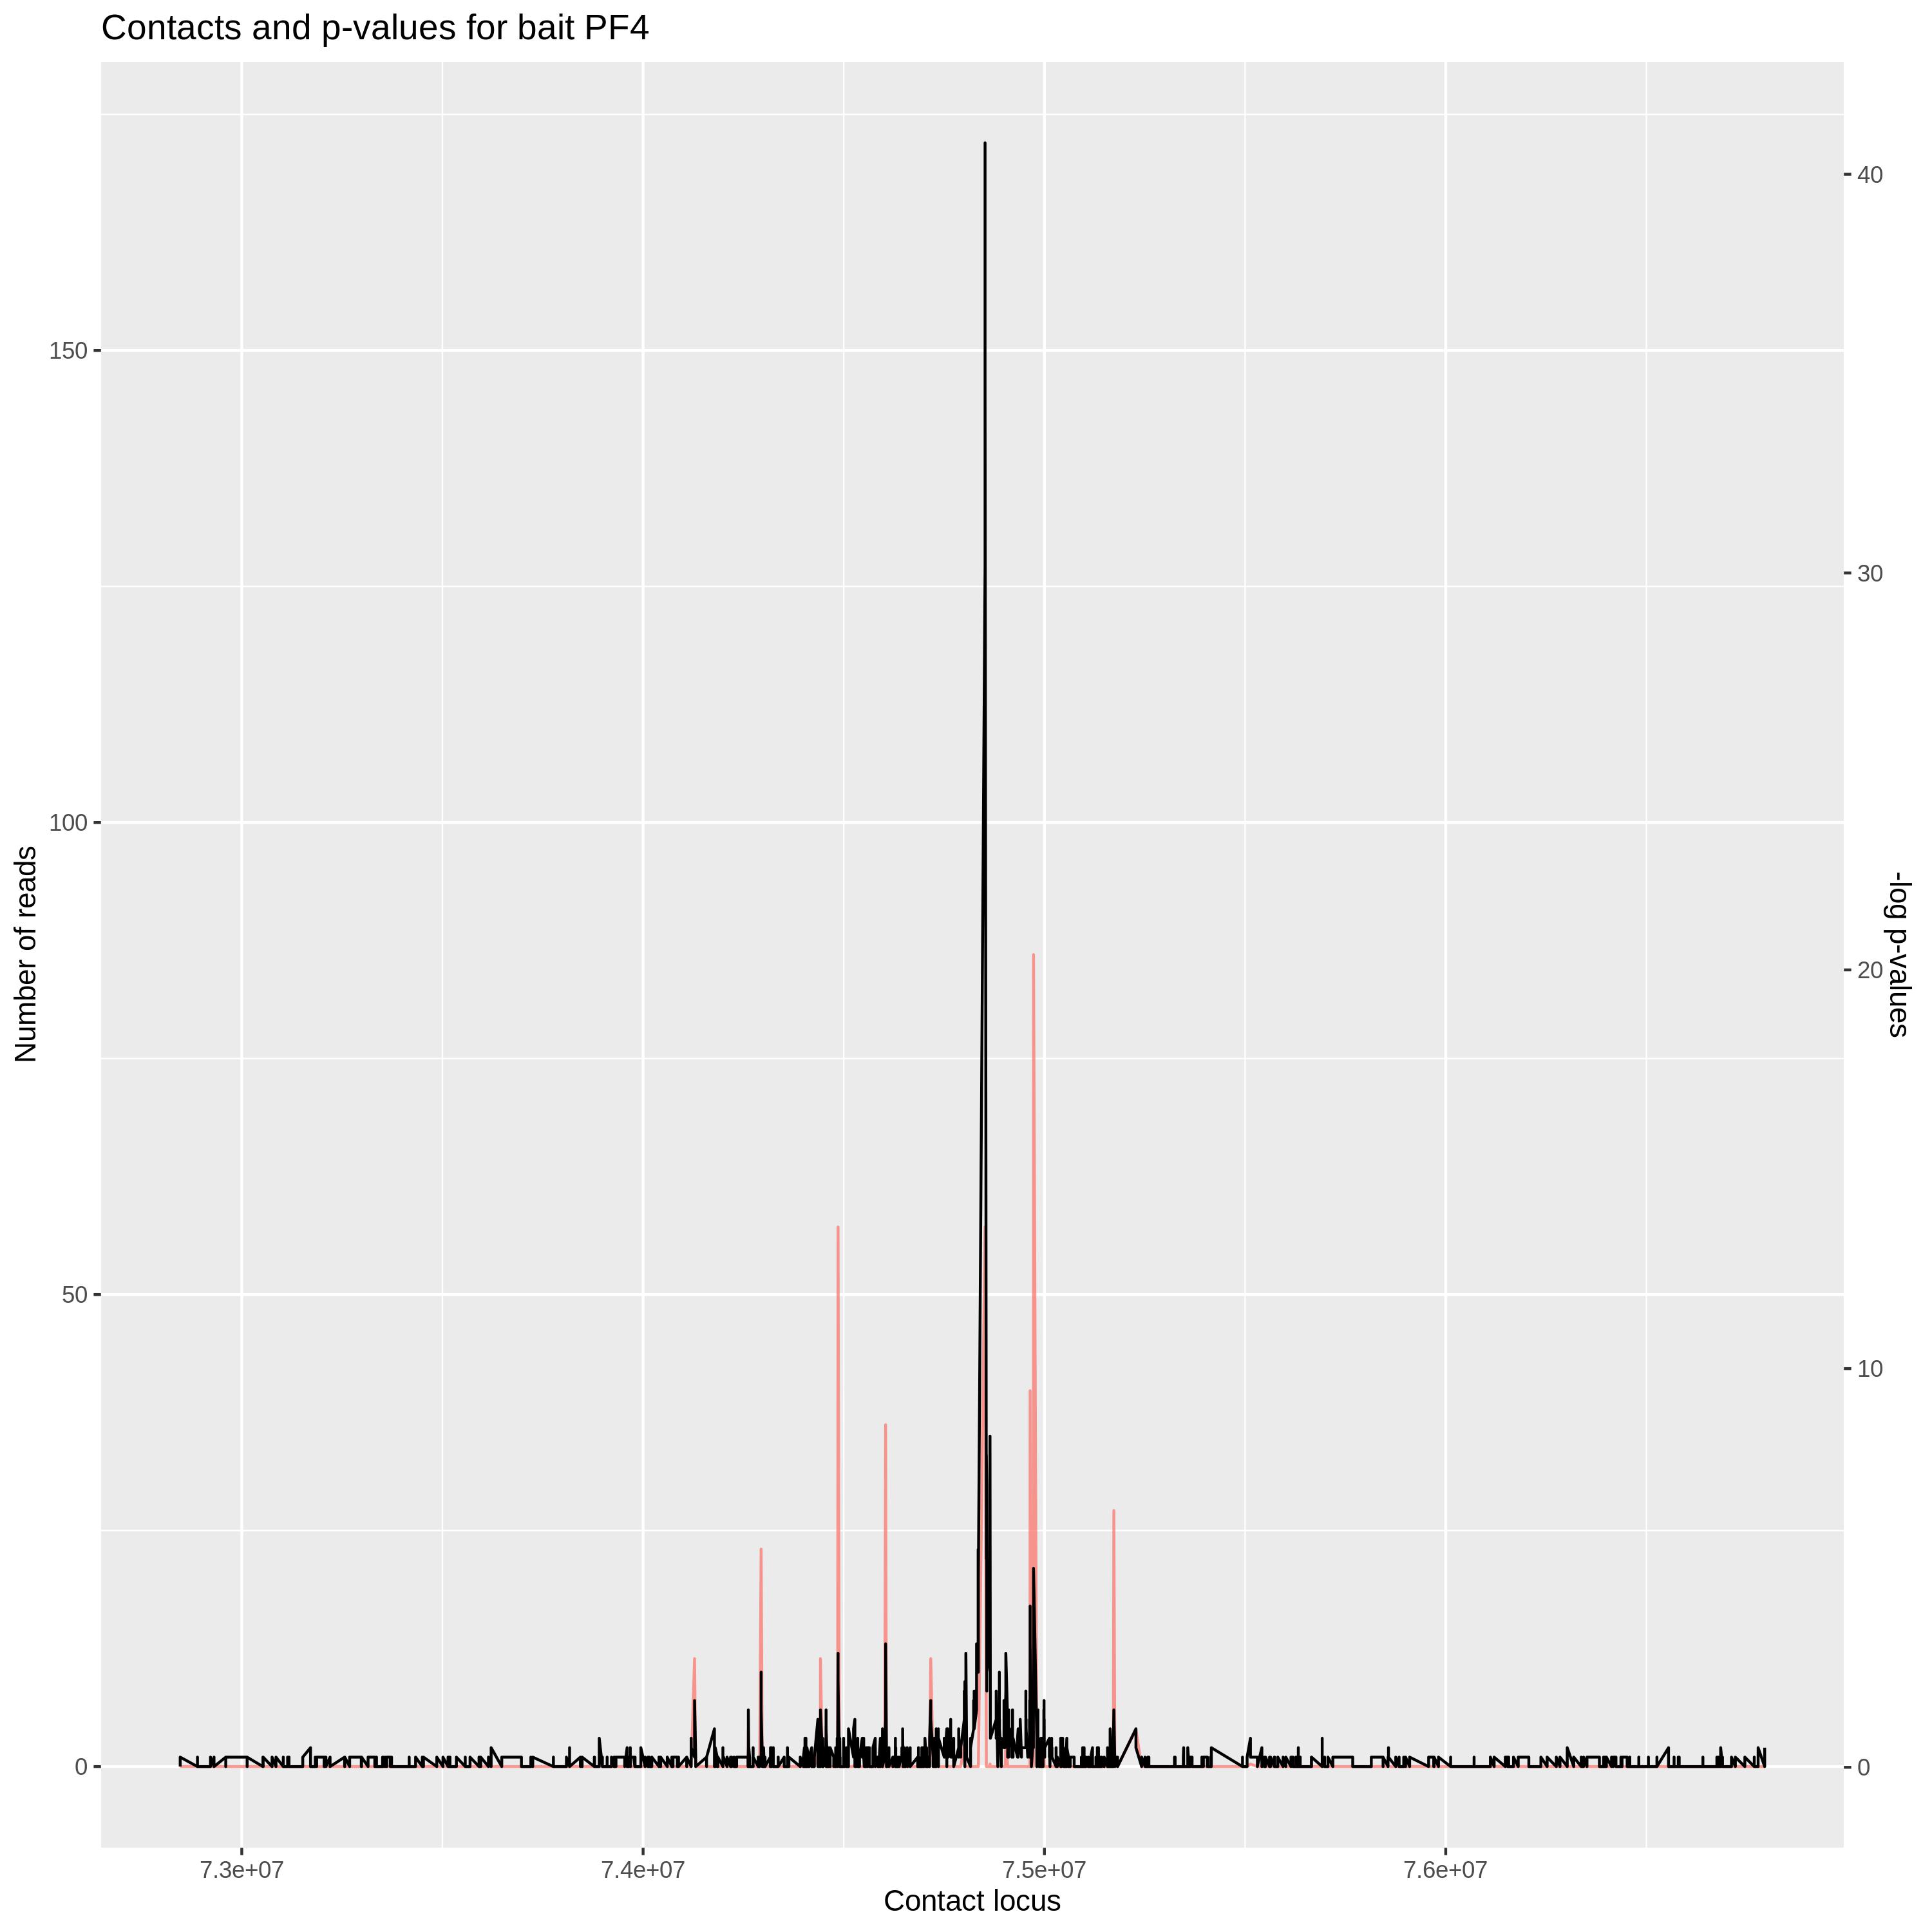 Contacts and p-values for bait PF4
Number of reads
150
100
50
0
40
30
20
10
0
-log p-values
7.3e+07 7.4e+07 7.5e+07 7.6e+07
Contact locus